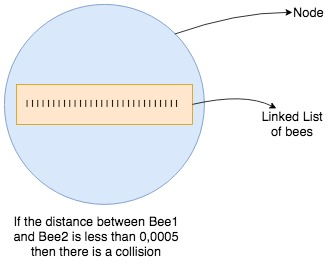 Node
Linked List
of bees
If the distance between Bee1
and Bee2 is less than 0,0005
then there is a collision